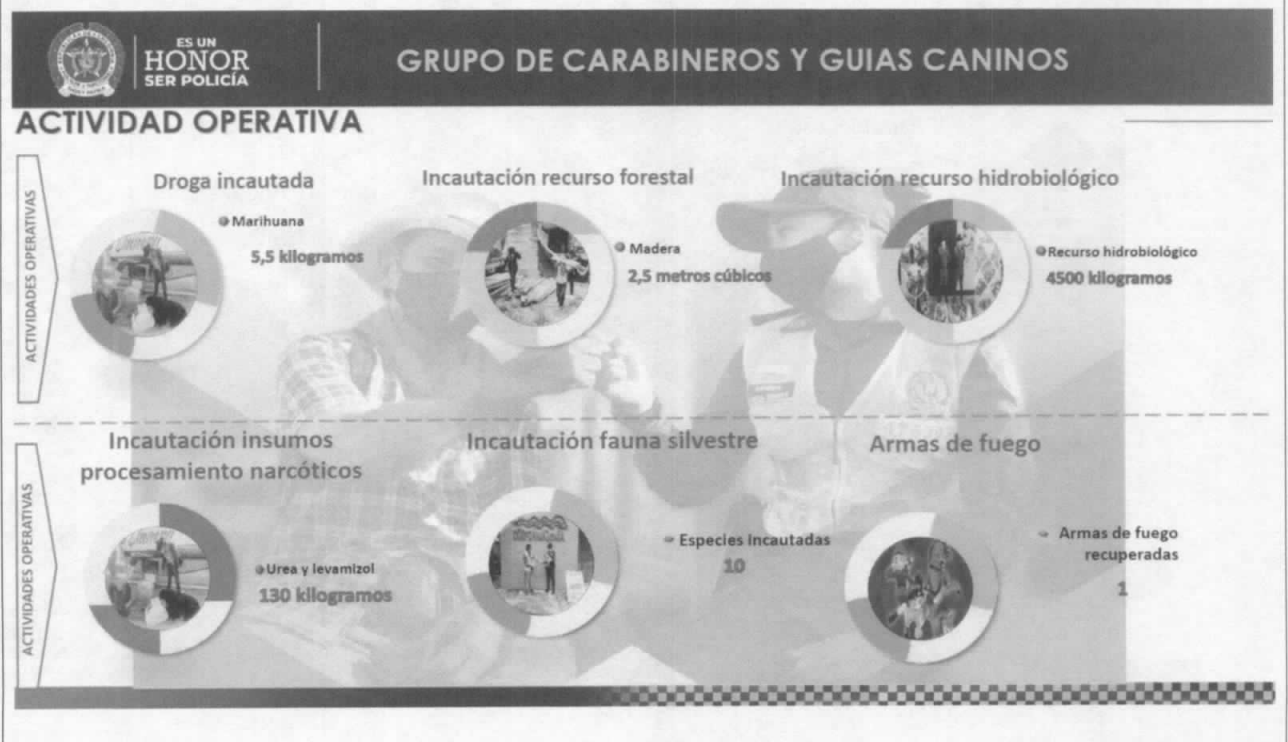 ES UN
HONOR
SER POLICÍA
GRUPO DE CARABINEROS Y GUIAS CANINOS
ACTIVIDAD OPERATIVA
ACTIVIDADES OPERATIVAS
Droga incautada
Marihuana
5,5 kilogramos
Incautación recurso forestal
Madera
2,5 metros cúbicos
Incautación recurso hidrobiológico
Recurso hidrobiológico
4500 kilogramos
ACTIVIDADES OPERATIVAS
Incautación insumos
procesamiento narcóticos
Urea y levamizol
130 kilogramos
Incautación fauna silvestre
Especies incautadas
10
Armas de fuego
Armas de fuego
recuperadas
1